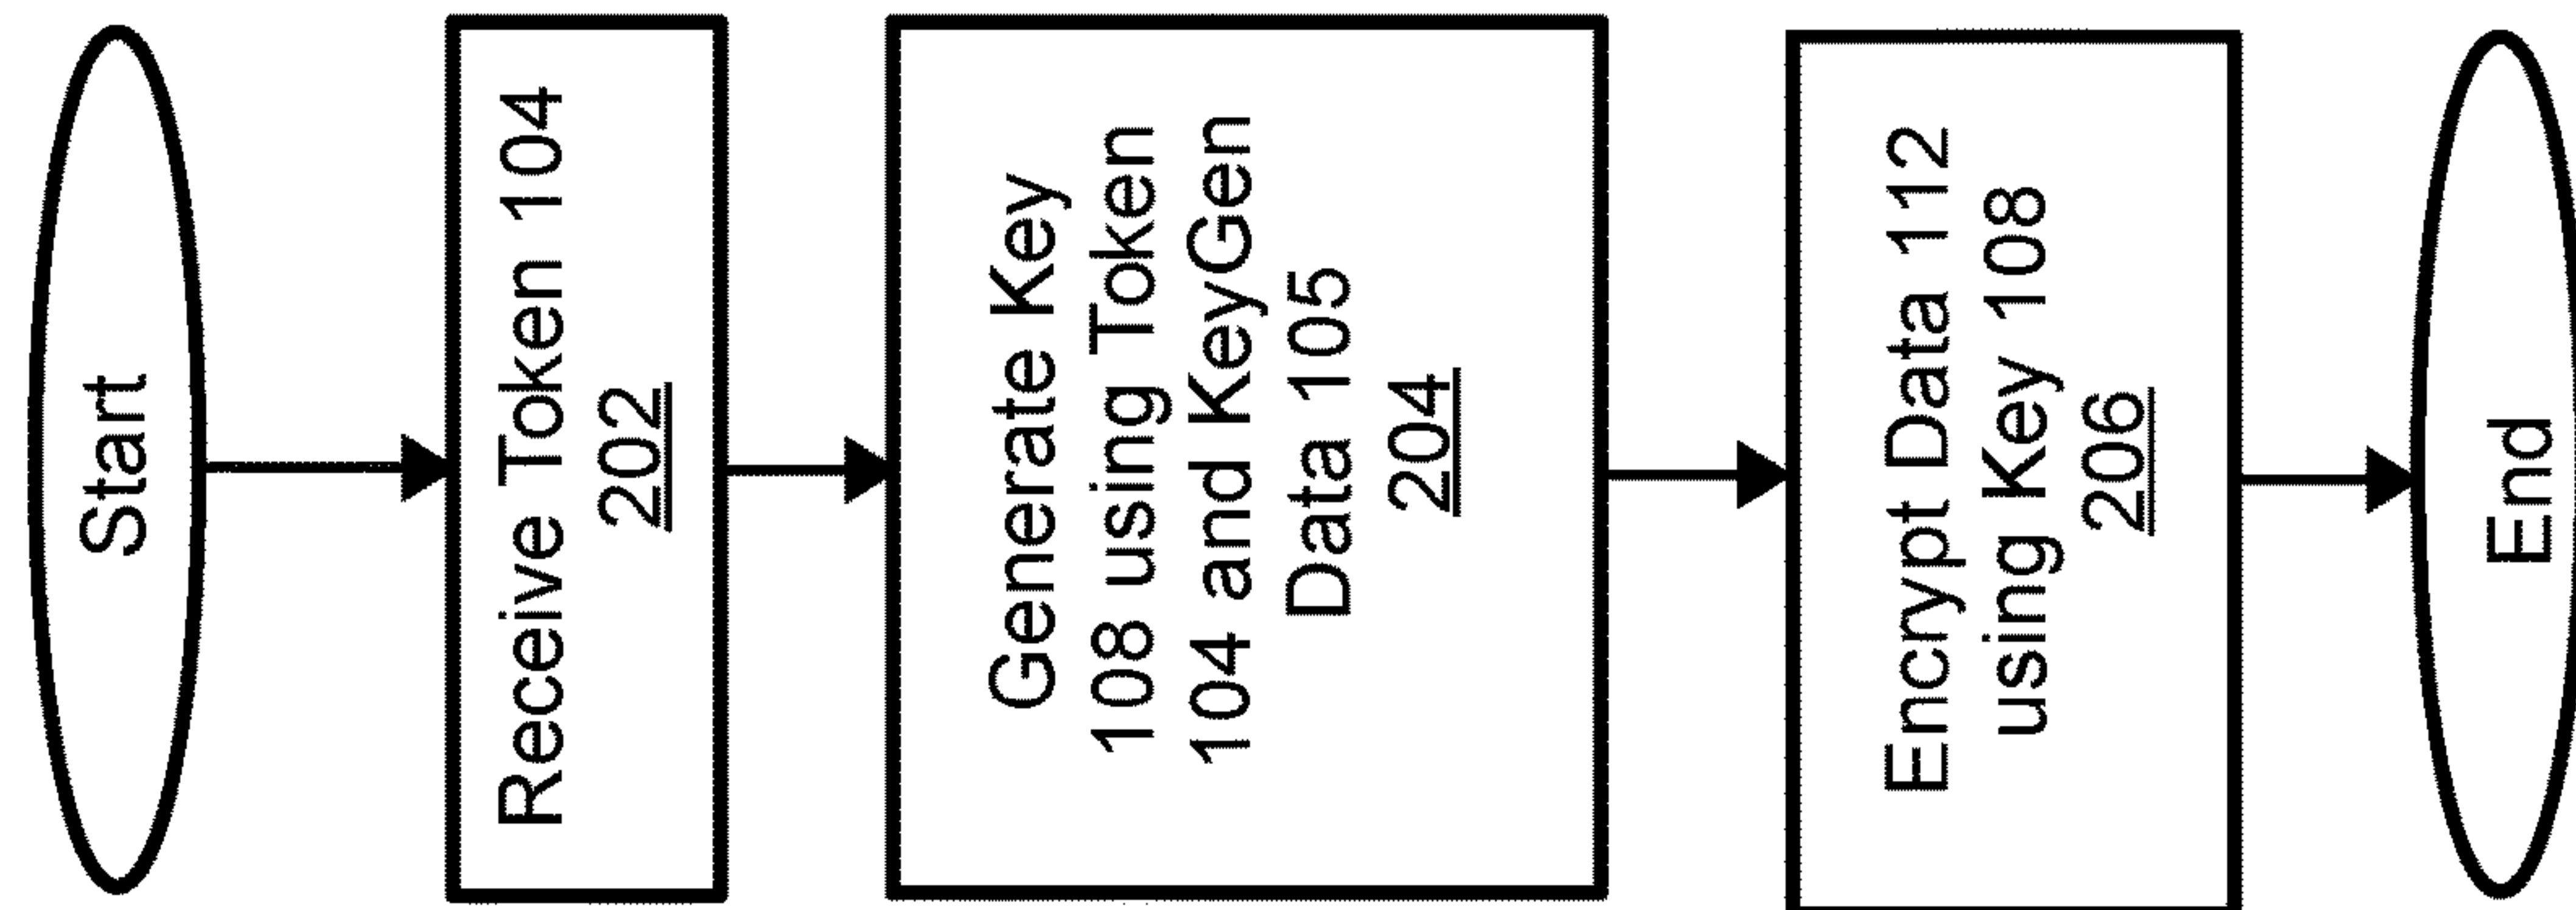 Start
Receive Token 104
202
Generate Key
108 using Token
104 and KeyGen
Data 105
204
Encrypt Data 112
using Key 108
206
End